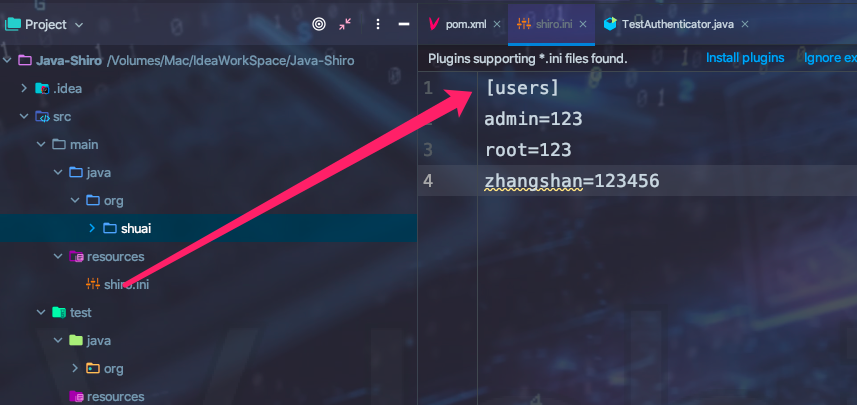 Project
pom.xml
shiro.ini
TestAuthenticator.java
Java-Shiro /Volumes/Mac/IdeaWorkSpace/Java-Shiro
.idea
src
main
java
org
shuai
resources
shiro.ini
test
java
org
resources
Plugins supporting *.ini files found.
Install plugins
Ignore ex
1 [users]
2 admin=123
3 root=123
4 zhangshan=123456